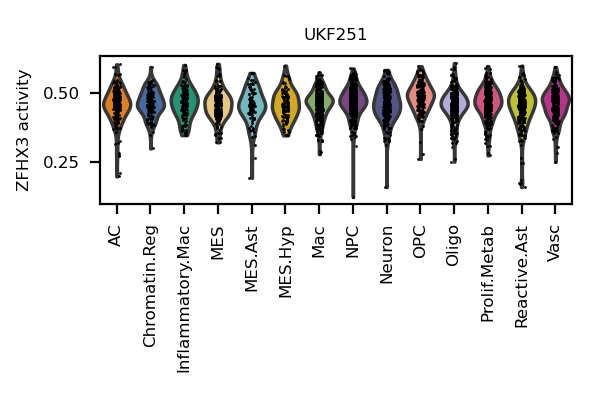 UKF251
ZFHX3 activity
0.50
0.25
AC
Chromatin.Reg
Inflammatory.Mac
MES
MES.Ast
MES.Hyp
Mac
NPC
Neuron
OPC
Oligo
Prolif.Metab
Reactive.Ast
Vasc